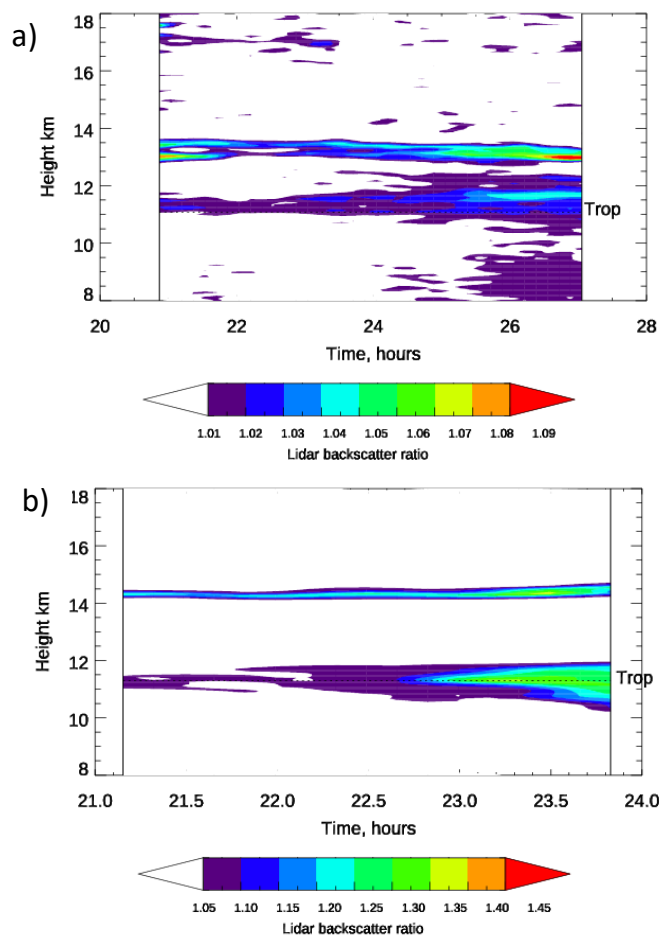 a)
18
16
14
12
10
8
Height km
Trop
20 22 24 26 28
Time, hours
1.01 1.02 1.03 1.04 1.05 1.06 1.07 1.08 1.09
Lidar backscatter ratio
b)
18
16
14
12
10
8
Height km
Trop
21.0 21.5 22.0 22.5 23.0 23.5 24.0
Time, hours
1.05 1.10 1.15 1.20 1.25 1.30 1.35 1.40 1.45
Lidar backscatter ratio